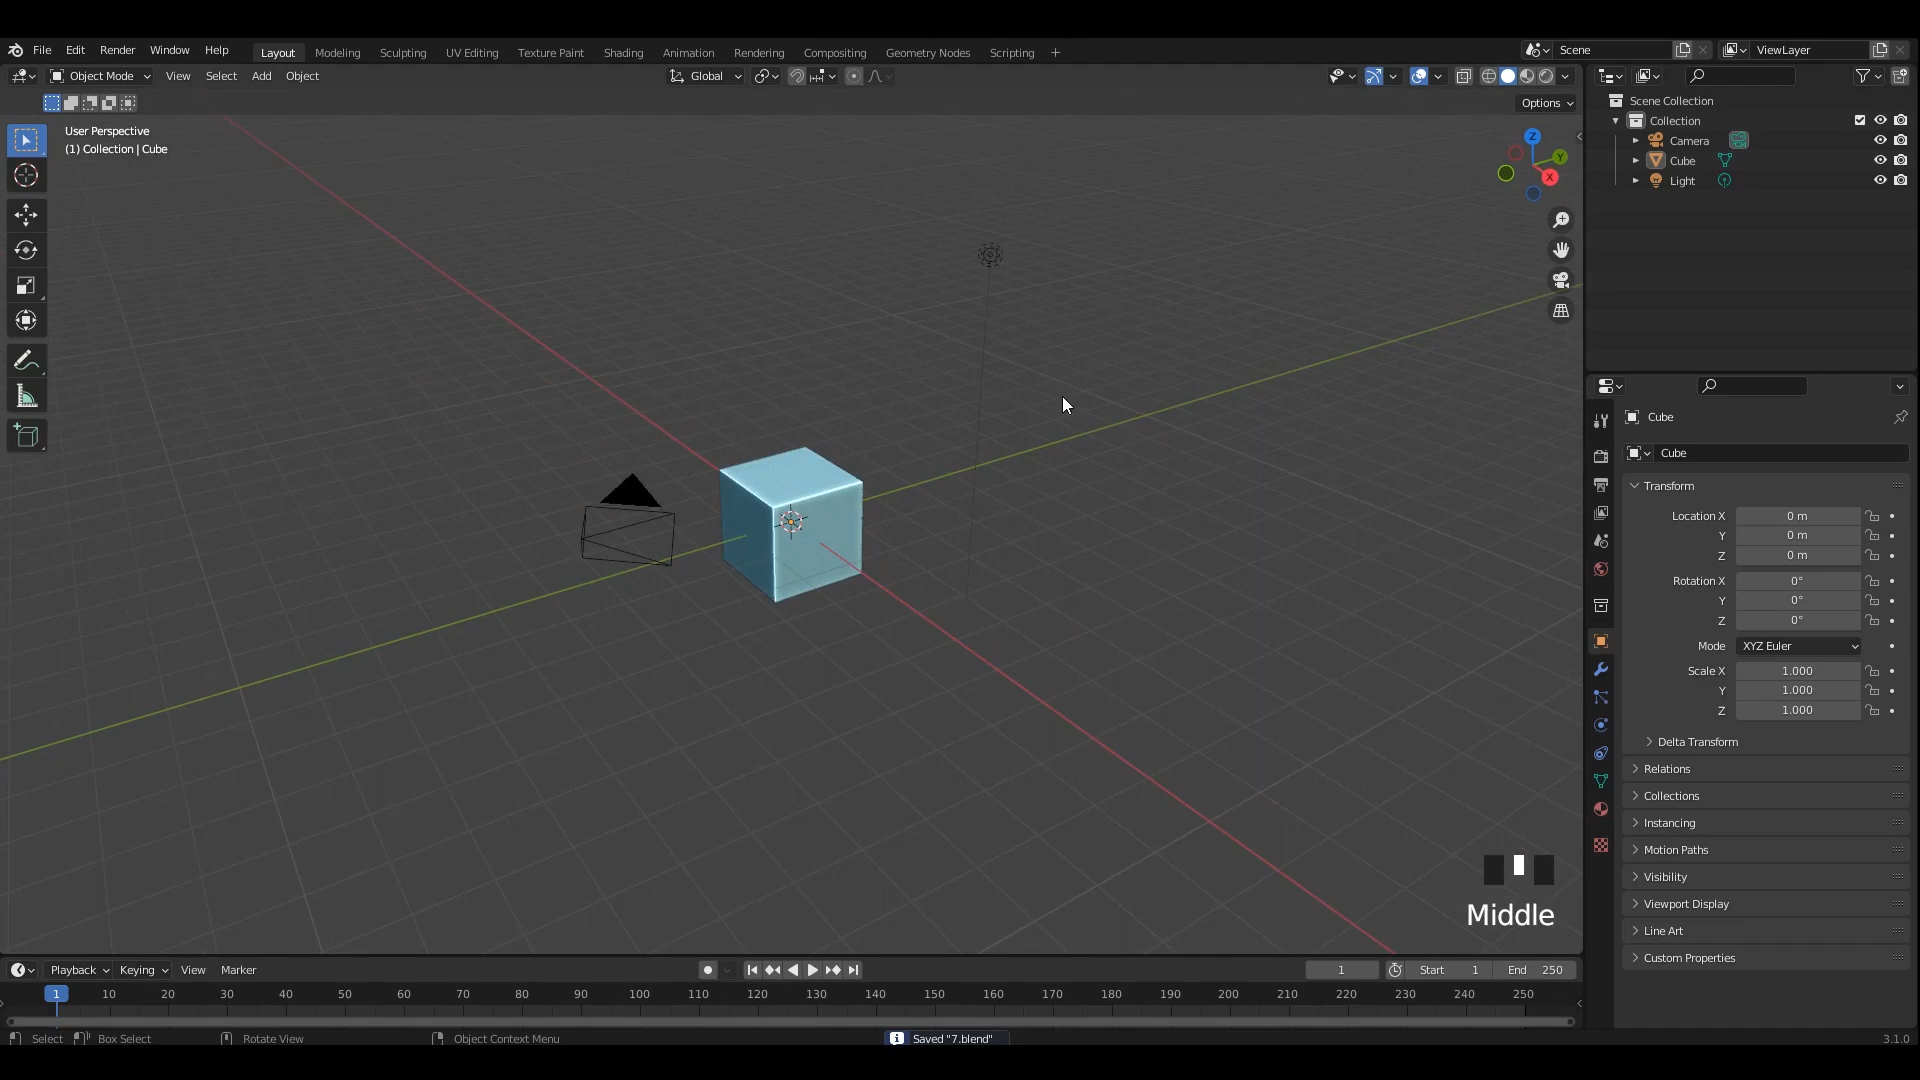 File Edit Render Window Help Layout Modeling Sculpting UV Editing Texture Paint Shading Animation Rendering Compositing Geometry Nodes Scripting + Scene ViewLayer
Object Mode View Select Add Object Global
Options
User Perspective
(1) Collection | Cube
Z
Y
X
Scene Collection
Collection
Camera
Cube
Light
Cube
Cube
Transform
Location X 0 m
Y 0 m
Z 0 m
Rotation X 0°
Y 0°
Z 0°
Mode XYZ Euler
Scale X 1.000
Y 1.000
Z 1.000
Delta Transform
Relations
Collections
Instancing
Motion Paths
Visibility
Viewport Display
Line Art
Custom Properties
Middle
Playback Keying View Marker 1 Start 1 End 250
1 10 20 30 40 50 60 70 80 90 100 110 120 130 140 150 160 170 180 190 200 210 220 230 240 250
Select Box Select Rotate View Object Context Menu Saved "7.blend" 3.1.0